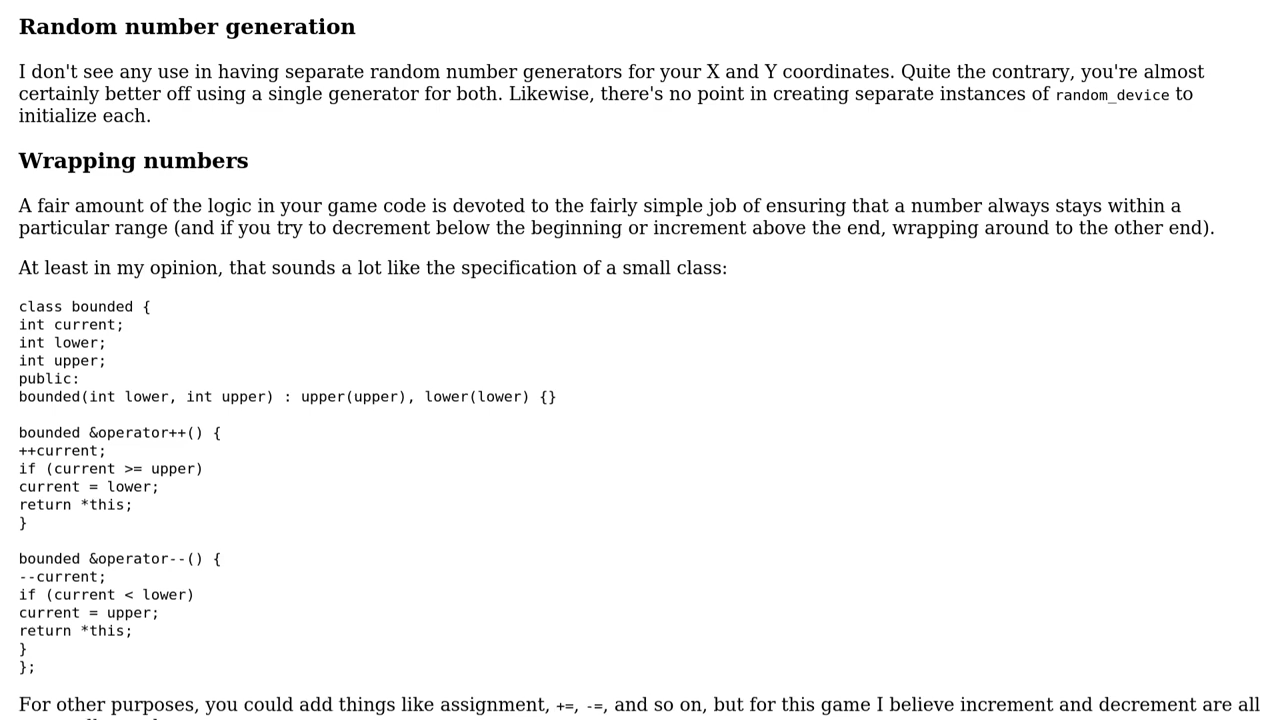 Random number generation
I don't see any use in having separate random number generators for your X and Y coordinates. Quite the contrary, you're almost
certainly better off using a single generator for both. Likewise, there's no point in creating separate instances of random_device to
initialize each.
Wrapping numbers
A fair amount of the logic in your game code is devoted to the fairly simple job of ensuring that a number always stays within a
particular range (and if you try to decrement below the beginning or increment above the end, wrapping around to the other end).
At least in my opinion, that sounds a lot like the specification of a small class:
class bounded {
int current;
int lower;
int upper;
public:
bounded(int lower, int upper) : upper(upper), lower(lower) {}
bounded &operator++() {
++current;
if (current >= upper)
current = lower;
return *this;
}
bounded &operator--() {
--current;
if (current < lower)
current = upper;
return *this;
}
};
For other purposes, you could add things like assignment, +=, -=, and so on, but for this game I believe increment and decrement are all